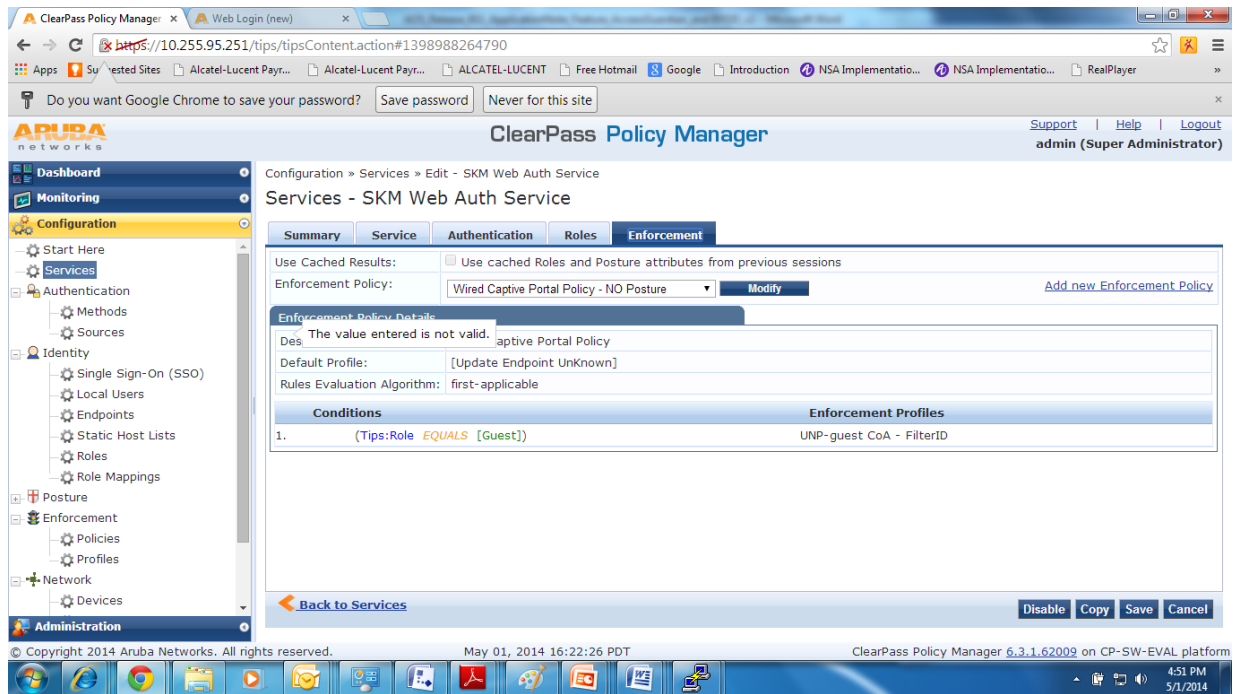 ClearPass Policy Manager
Web Login (new)
https://10.255.95.251/tips/tipsContent.action#1398988264790
Apps
Alcatel-Lucent Payr...
Alcatel-Lucent Payr...
ALCATEL-LUCENT
Free Hotmail
Google
Introduction
NSA Implementatio...
NSA Implementatio...
RealPlayer
»
Do you want Google Chrome to save your password? Save password Never for this site
ARUBA networks
ClearPass Policy Manager
Support | Help | Logout
admin (Super Administrator)
Dashboard
Monitoring
Configuration
Start Here
Services
Authentication
Methods
Sources
Identity
Single Sign-On (SSO)
Local Users
Endpoints
Static Host Lists
Roles
Role Mappings
Posture
Enforcement
Policies
Profiles
Network
Devices
Administration
Configuration » Services » Edit - SKM Web Auth Service
Services - SKM Web Auth Service
Summary Service Authentication Roles Enforcement
Use Cached Results: Use cached Roles and Posture attributes from previous sessions
Enforcement Policy: Wired Captive Portal Policy - NO Posture Modify Add new Enforcement Policy
Enforcement Policy Details
The value entered is not valid.
Des aptive Portal Policy
Default Profile: [Update Endpoint UnKnown]
Rules Evaluation Algorithm: first-applicable
Conditions Enforcement Profiles
1. (Tips:Role EQUALS [Guest]) UNP-guest CoA - FilterID
Back to Services
Disable Copy Save Cancel
© Copyright 2014 Aruba Networks. All rights reserved. May 01, 2014 16:22:26 PDT ClearPass Policy Manager 6.3.1.62009 on CP-SW-EVAL platform
4:51 PM
5/1/2014